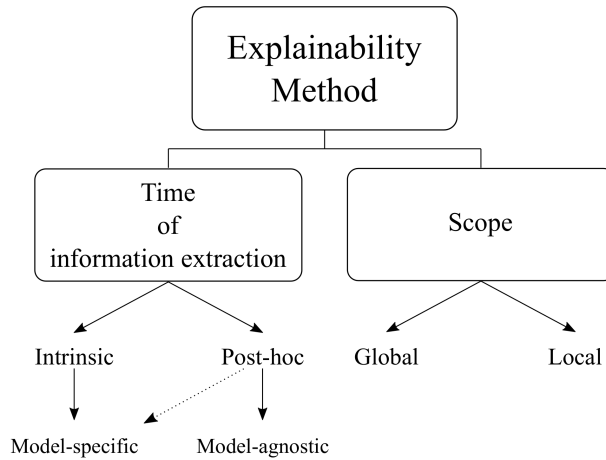 Explainability
Method
Time
of
information extraction
Scope
Intrinsic
Post-hoc
Global
Local
Model-specific
Model-agnostic